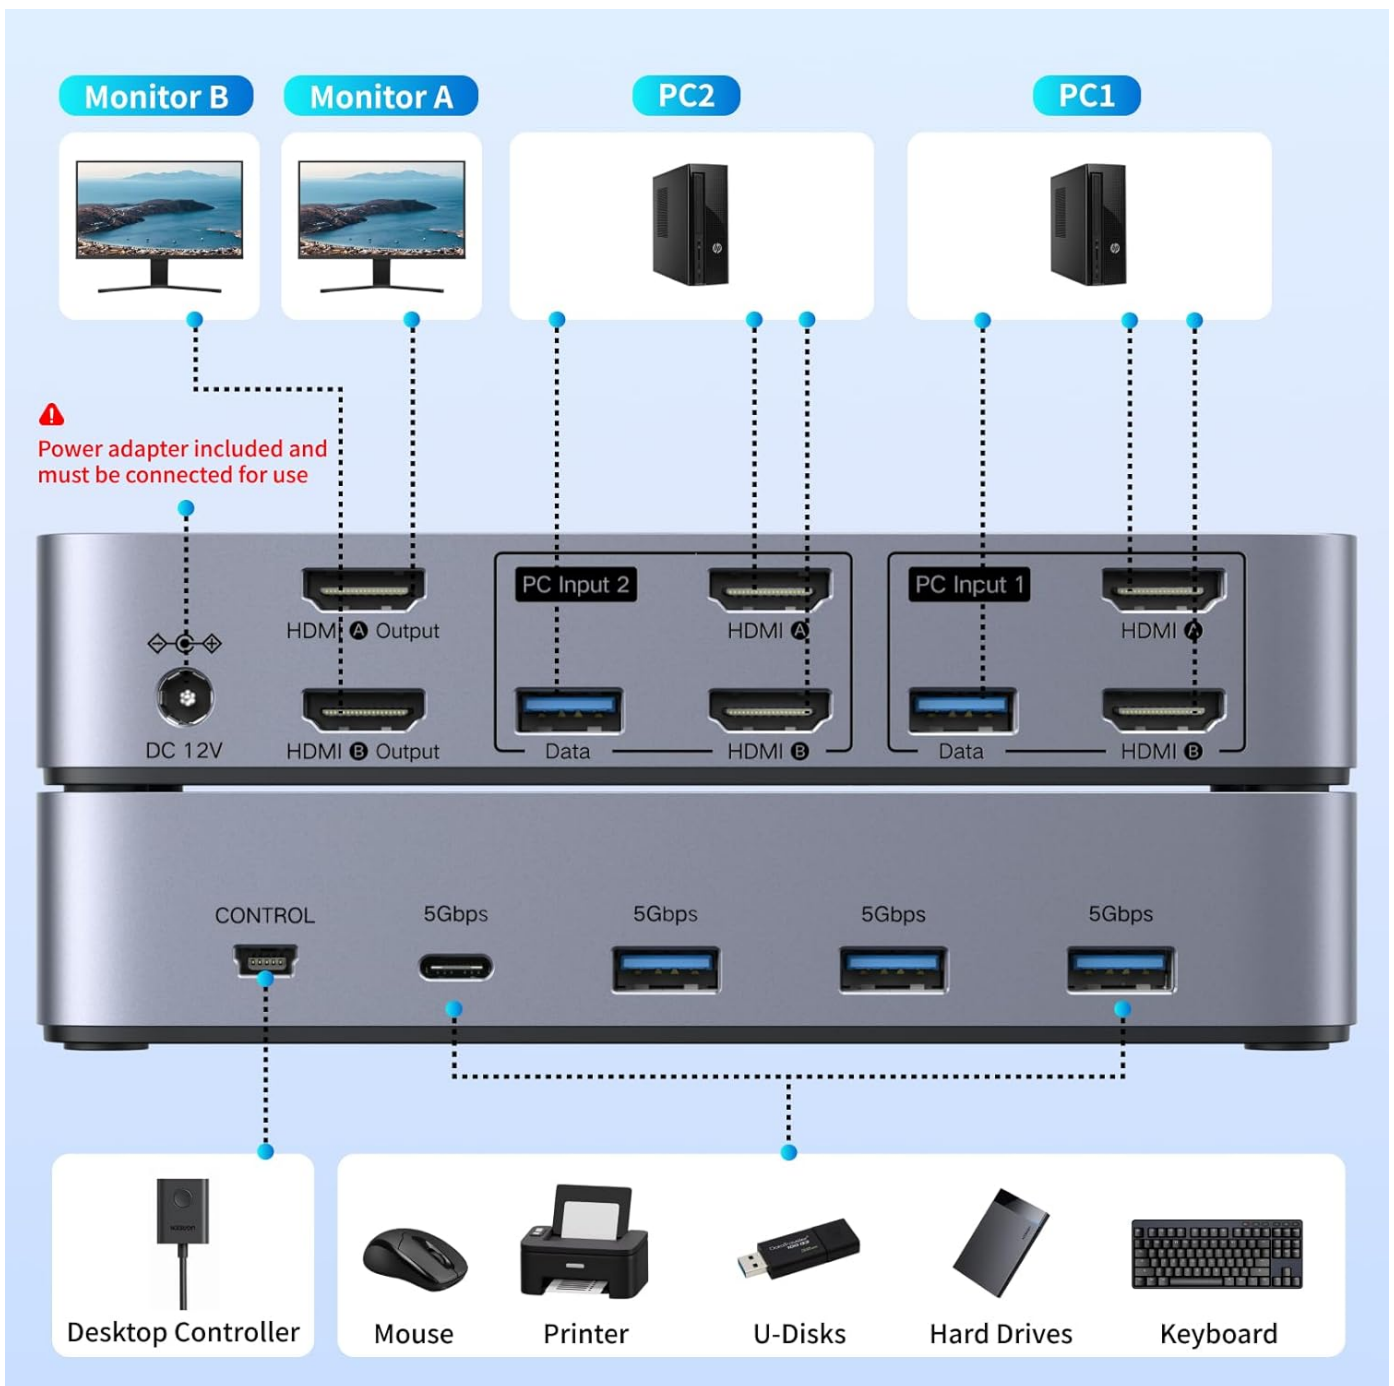 Monitor B
Monitor A
PC2
PC1
Power adapter included and
must be connected for use
PC Input 2
PC Input 1
HDMI A Output
HDMI A
HDMI A
DC 12V
HDMI B Output
Data
HDMI B
Data
HDMI B
CONTROL
5Gbps
5Gbps
5Gbps
5Gbps
Desktop Controller
Mouse
Printer
U-Disks
Hard Drives
Keyboard